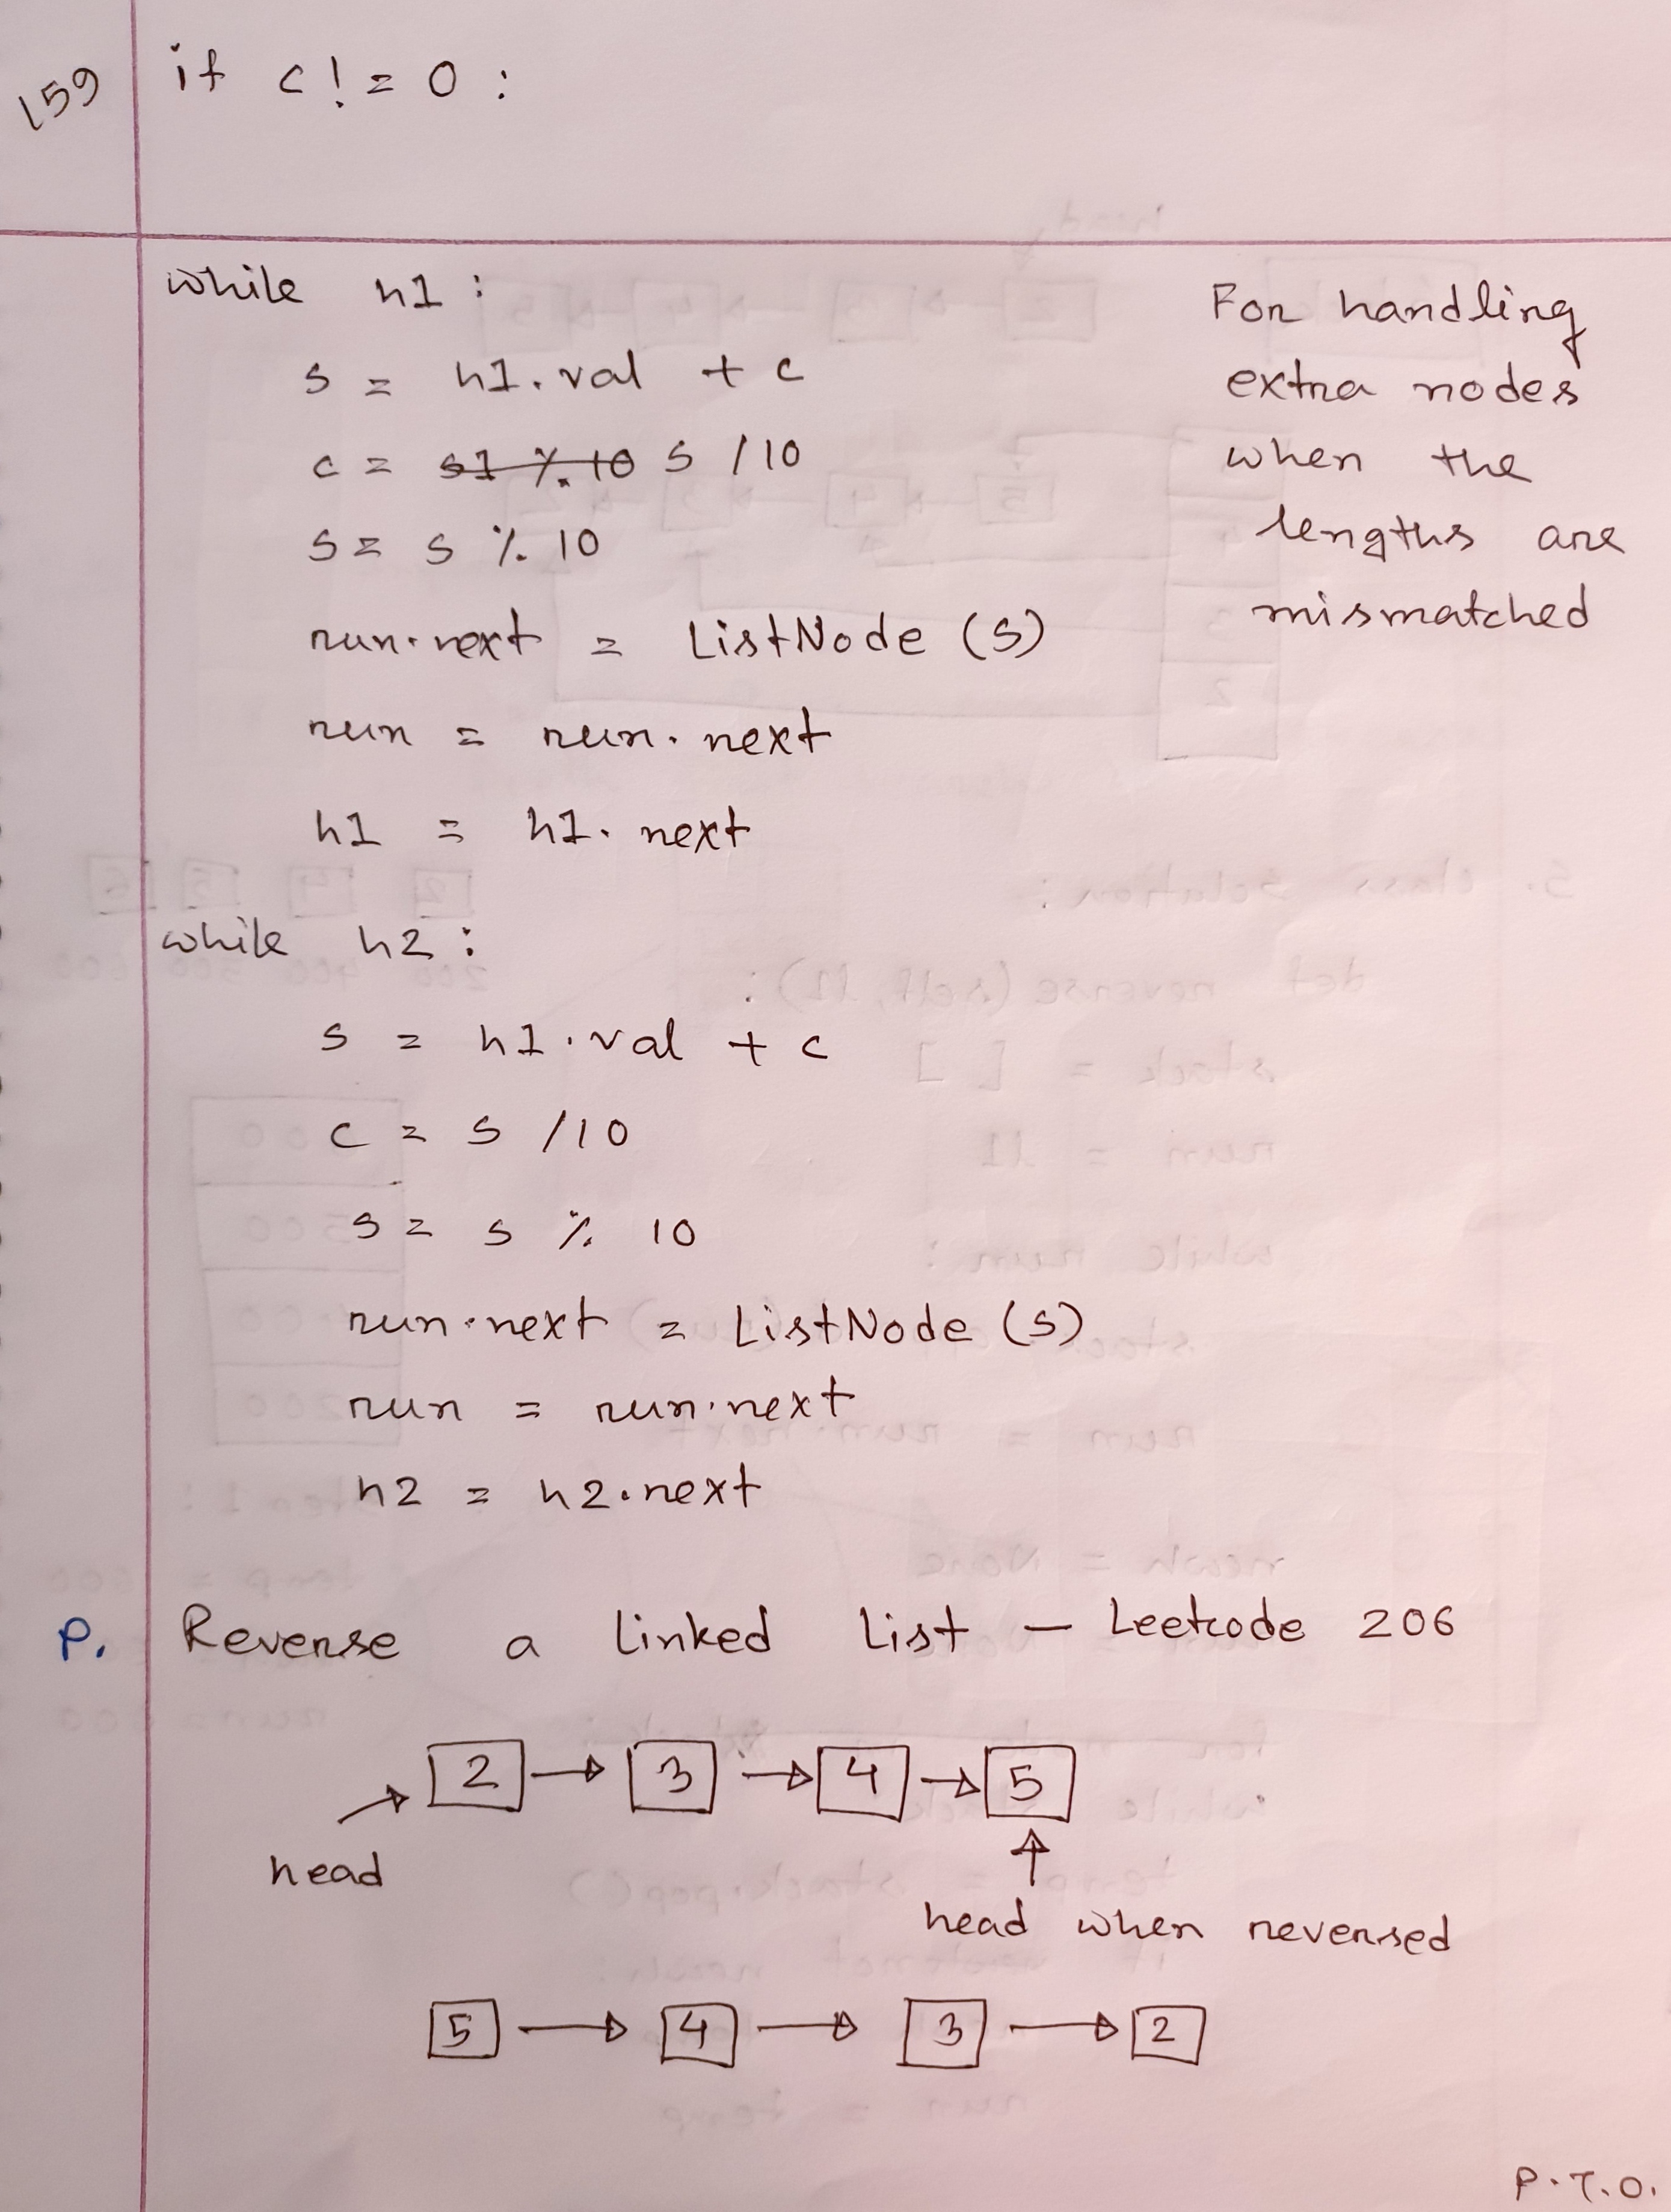 159
if c != 0 :
while h1 :
s = h1.val + c
c = s1 % 10 s / 10
s = s % 10
run.next = ListNode (s)
run = run.next
h1 = h1.next
For handling
extra nodes
when the
lengths are
mismatched
while h2 :
s = h1.val + c
c = s / 10
s = s % 10
run.next = ListNode (s)
run = run.next
h2 = h2.next
P. Reverse a linked list - Leetcode 206
2 → 3 → 4 → 5
head
head when reversed
5 → 4 → 3 → 2
P.T.O.